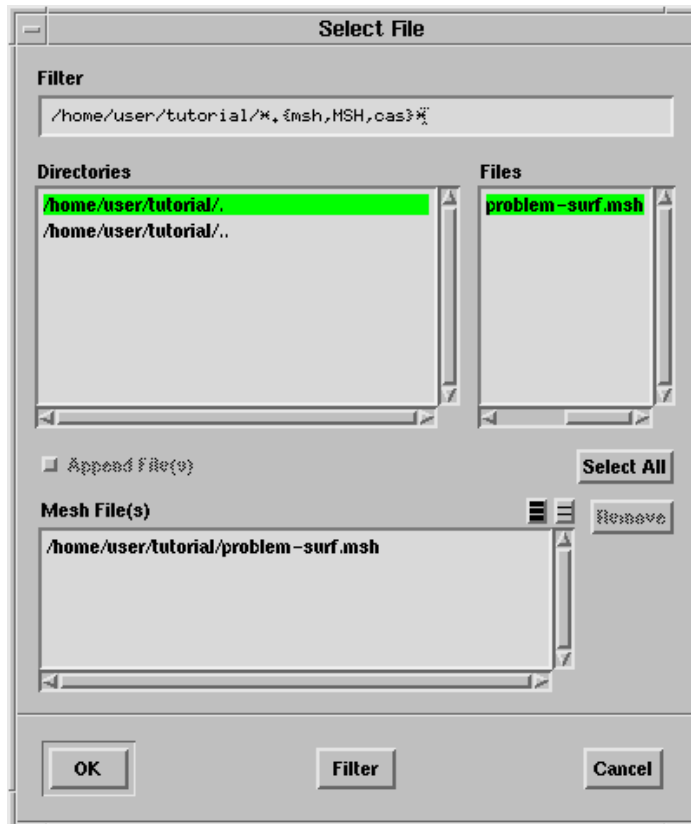 Select File
Filter
/home/user/tutorial/*.{msh,MSH,cas}*
Directories
Files
/home/user/tutorial/.
/home/user/tutorial/..
problem-surf.msh
Append File(s)
Select All
Mesh File(s)
Remove
/home/user/tutorial/problem-surf.msh
OK
Filter
Cancel